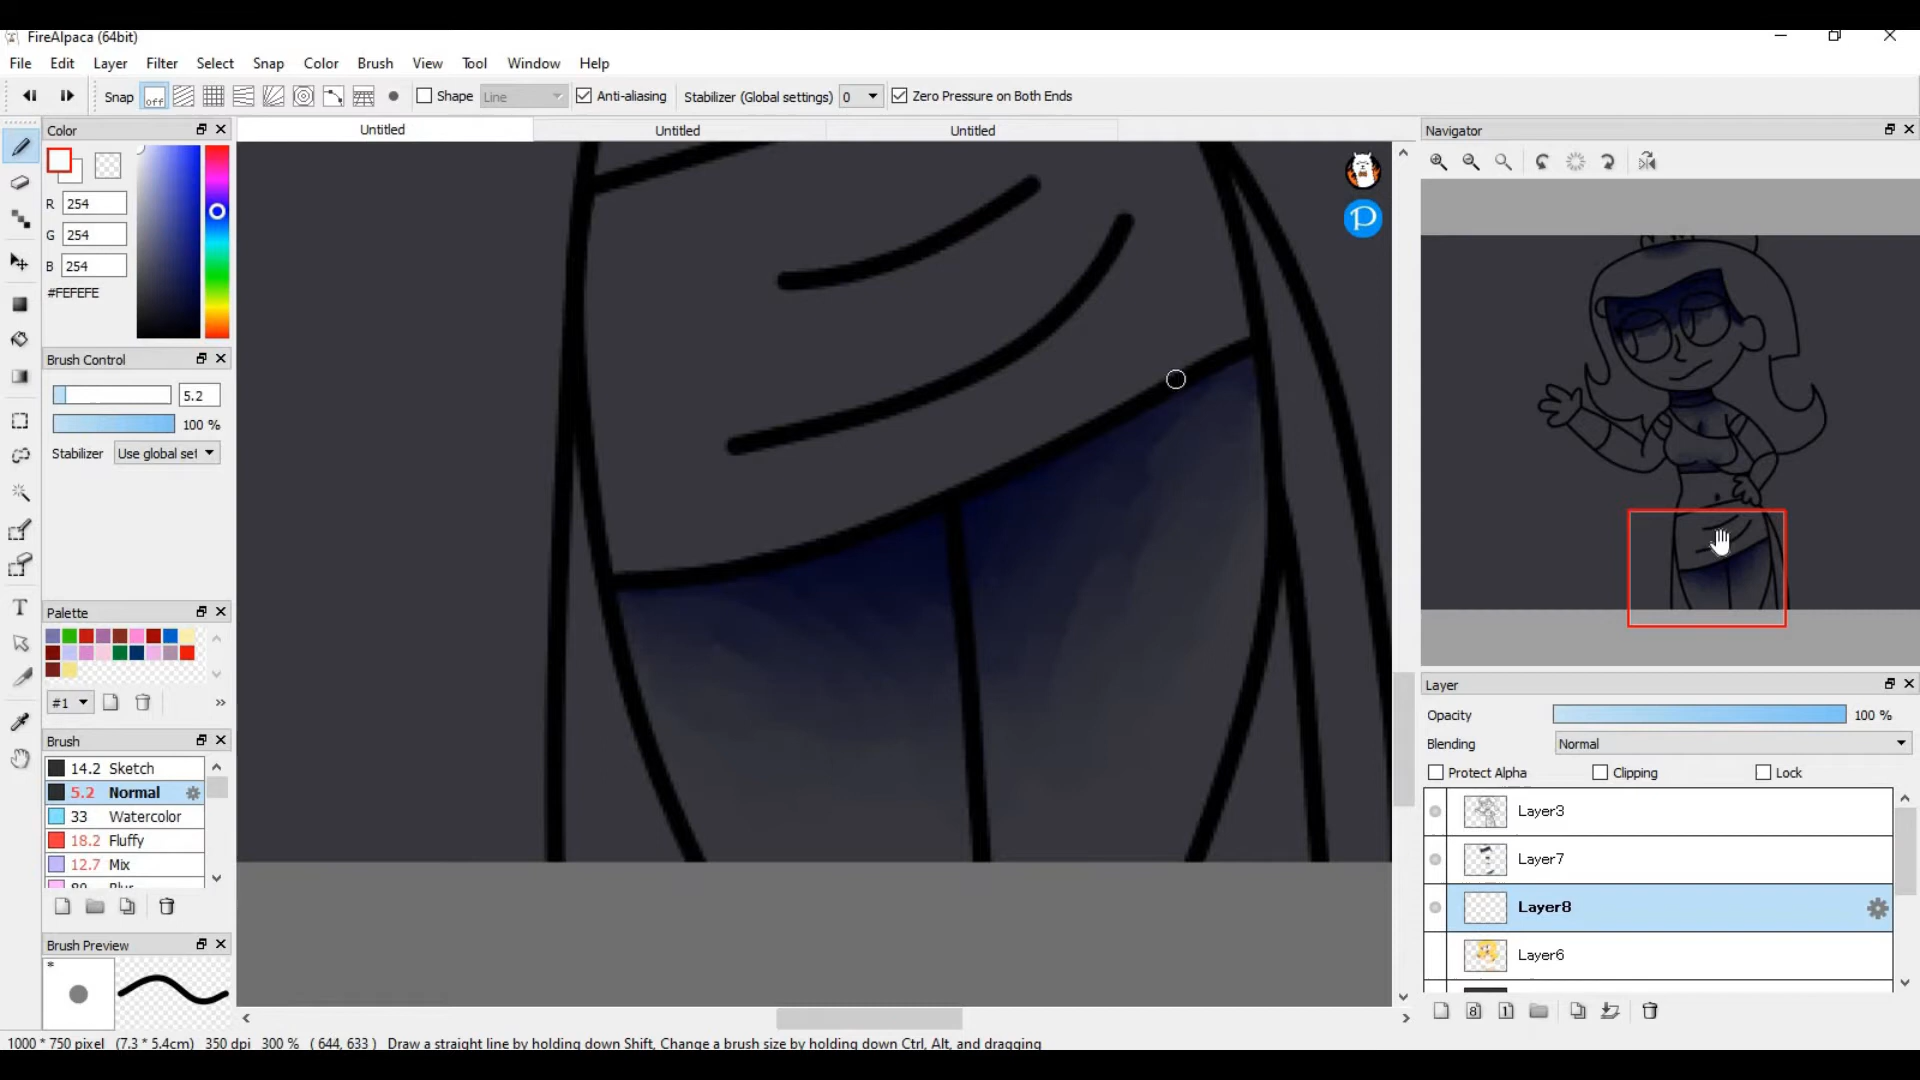 FireAlpaca (64bit)
File Edit Layer Filter Select Snap Color Brush View Tool Window Help
Snap off Shape Line Anti-aliasing Stabilizer (Global settings) 0 Zero Pressure on Both Ends
Color
Untitled Untitled Untitled
Navigator
R 254
G 254
B 254
#FEFEFE
Brush Control
5.2
100 %
Stabilizer Use global set
Palette
#1
»
Brush
14.2 Sketch
5.2 Normal
33 Watercolor
18.2 Fluffy
12.7 Mix
Brush Preview
*
P
Layer
Opacity 100 %
Blending Normal
Protect Alpha Clipping Lock
Layer3
Layer7
Layer8
Layer6
8 1
1000 * 750 pixel (7.3 * 5.4cm) 350 dpi 300 % ( 644, 633 ) Draw a straight line by holding down Shift, Change a brush size by holding down Ctrl, Alt, and dragging